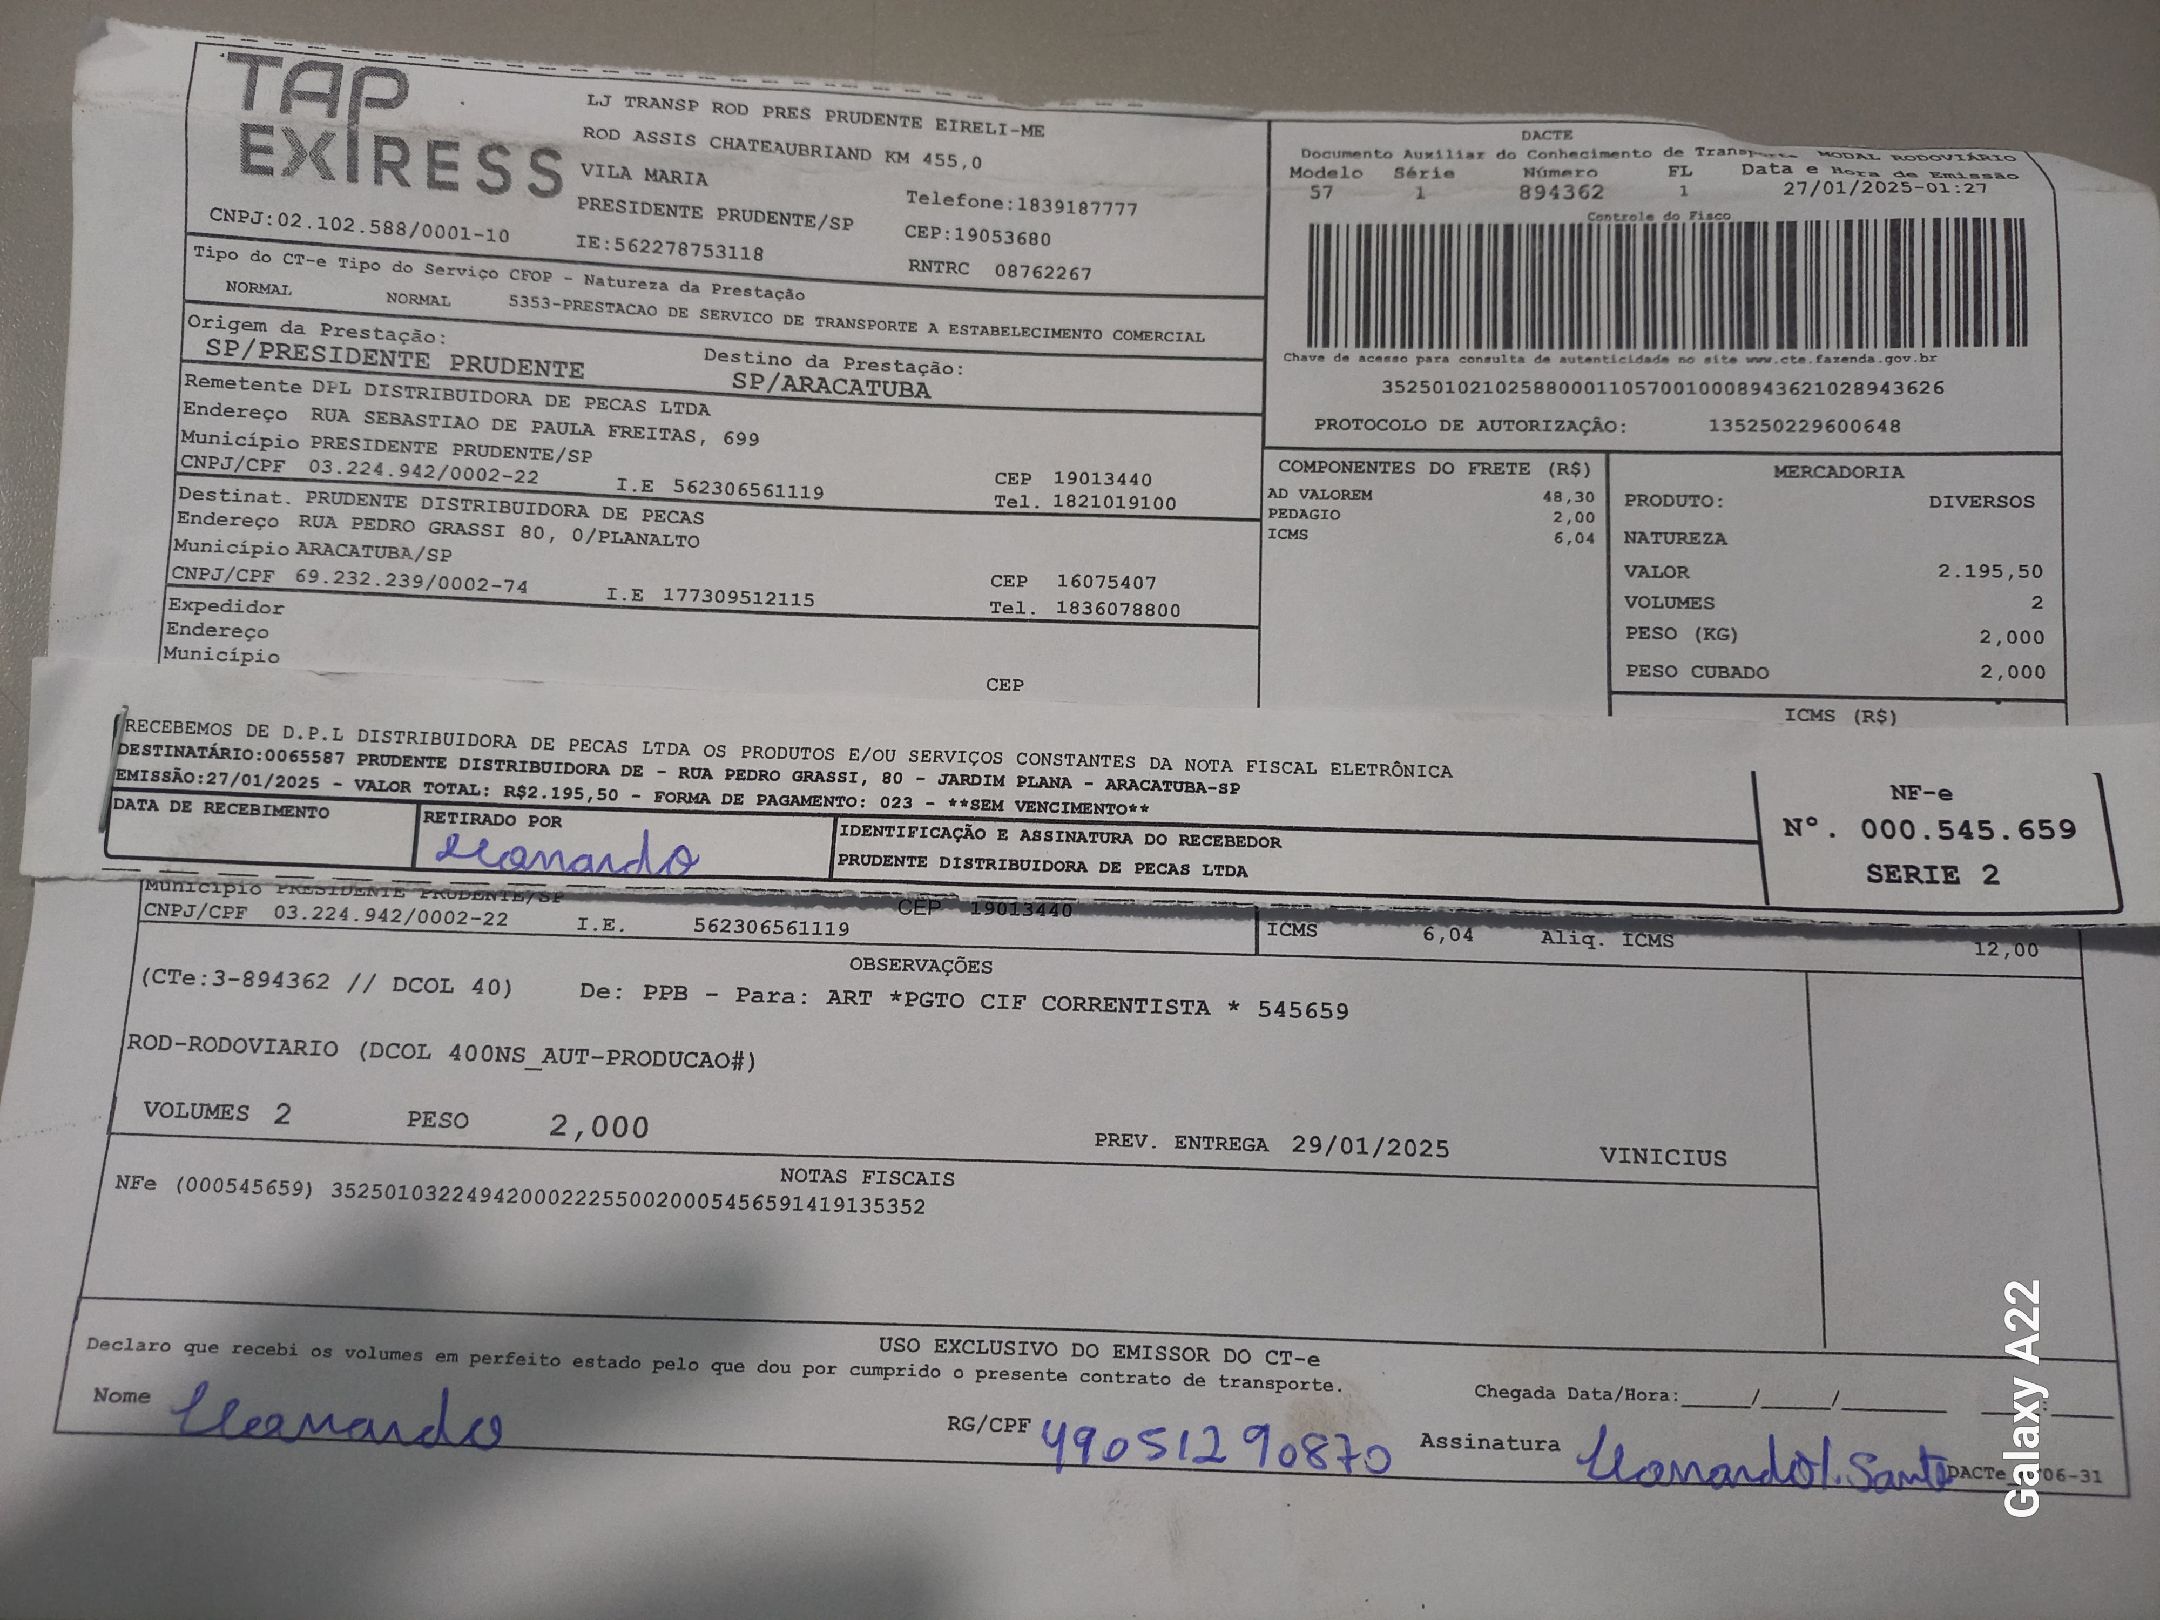 TAP
EXPRESS
LJ TRANSP ROD PRES PRUDENTE EIRELI-ME
ROD ASSIS CHATEAUBRIAND KM 455,0
VILA MARIA
PRESIDENTE PRUDENTE/SP
Telefone:1839187777
CNPJ:02.102.588/0001-10
IE:562278753118
CEP:19053680
RNTRC 08762267
Tipo do CT-e Tipo do Serviço CFOP - Natureza da Prestação
NORMAL NORMAL 5353-PRESTACAO DE SERVICO DE TRANSPORTE A ESTABELECIMENTO COMERCIAL
Origem da Prestação:
SP/PRESIDENTE PRUDENTE
Destino da Prestação:
SP/ARACATUBA
Remetente DPL DISTRIBUIDORA DE PECAS LTDA
Endereço RUA SEBASTIAO DE PAULA FREITAS, 699
Município PRESIDENTE PRUDENTE/SP
CEP 19013440
CNPJ/CPF 03.224.942/0002-22 I.E 562306561119 Tel. 1821019100
Destinat. PRUDENTE DISTRIBUIDORA DE PECAS
Endereço RUA PEDRO GRASSI 80, 0/PLANALTO
Município ARACATUBA/SP
CEP 16075407
CNPJ/CPF 69.232.239/0002-74 I.E 177309512115 Tel. 1836078800
Expedidor
Endereço
Município
CEP
DACTE
Documento Auxiliar do Conhecimento de Transporte MODAL RODOVIÁRIO
Modelo Série Número FL Data e Hora de Emissão
57 1 894362 1 27/01/2025-01:27
Controle do Fisco
Chave de acesso para consulta de autenticidade no site www.cte.fazenda.gov.br
35250102102588000110570010008943621028943626
PROTOCOLO DE AUTORIZAÇÃO: 135250229600648
COMPONENTES DO FRETE (R$)
AD VALOREM 48,30
PEDAGIO 2,00
ICMS 6,04
MERCADORIA
PRODUTO: DIVERSOS
NATUREZA
VALOR 2.195,50
VOLUMES 2
PESO (KG) 2,000
PESO CUBADO 2,000
ICMS (R$)
RECEBEMOS DE D.P.L DISTRIBUIDORA DE PECAS LTDA OS PRODUTOS E/OU SERVIÇOS CONSTANTES DA NOTA FISCAL ELETRÔNICA
DESTINATÁRIO:0065587 PRUDENTE DISTRIBUIDORA DE - RUA PEDRO GRASSI, 80 - JARDIM PLANA - ARACATUBA-SP
EMISSÃO:27/01/2025 - VALOR TOTAL: R$2.195,50 - FORMA DE PAGAMENTO: 023 - **SEM VENCIMENTO**
DATA DE RECEBIMENTO
RETIRADO POR
Leonardo
IDENTIFICAÇÃO E ASSINATURA DO RECEBEDOR
PRUDENTE DISTRIBUIDORA DE PECAS LTDA
NF-e
Nº. 000.545.659
SERIE 2
Município PRESIDENTE PRUDENTE/SP
CEP 19013440
CNPJ/CPF 03.224.942/0002-22 I.E. 562306561119
ICMS 6,04 Aliq. ICMS 12,00
OBSERVAÇÕES
(CTe:3-894362 // DCOL 40) De: PPB - Para: ART *PGTO CIF CORRENTISTA * 545659
ROD-RODOVIARIO (DCOL 400NS_AUT-PRODUCAO#)
VOLUMES 2 PESO 2,000
PREV. ENTREGA 29/01/2025 VINICIUS
NOTAS FISCAIS
NFe (000545659) 35250103224942000222550020005456591419135352
USO EXCLUSIVO DO EMISSOR DO CT-e
Declaro que recebi os volumes em perfeito estado pelo que dou por cumprido o presente contrato de transporte.
Chegada Data/Hora:_____/_____/_________ ___:_____
Nome Leonardo
RG/CPF 49051290870
Assinatura Leonardo
DACTe
06-31
Galaxy A22